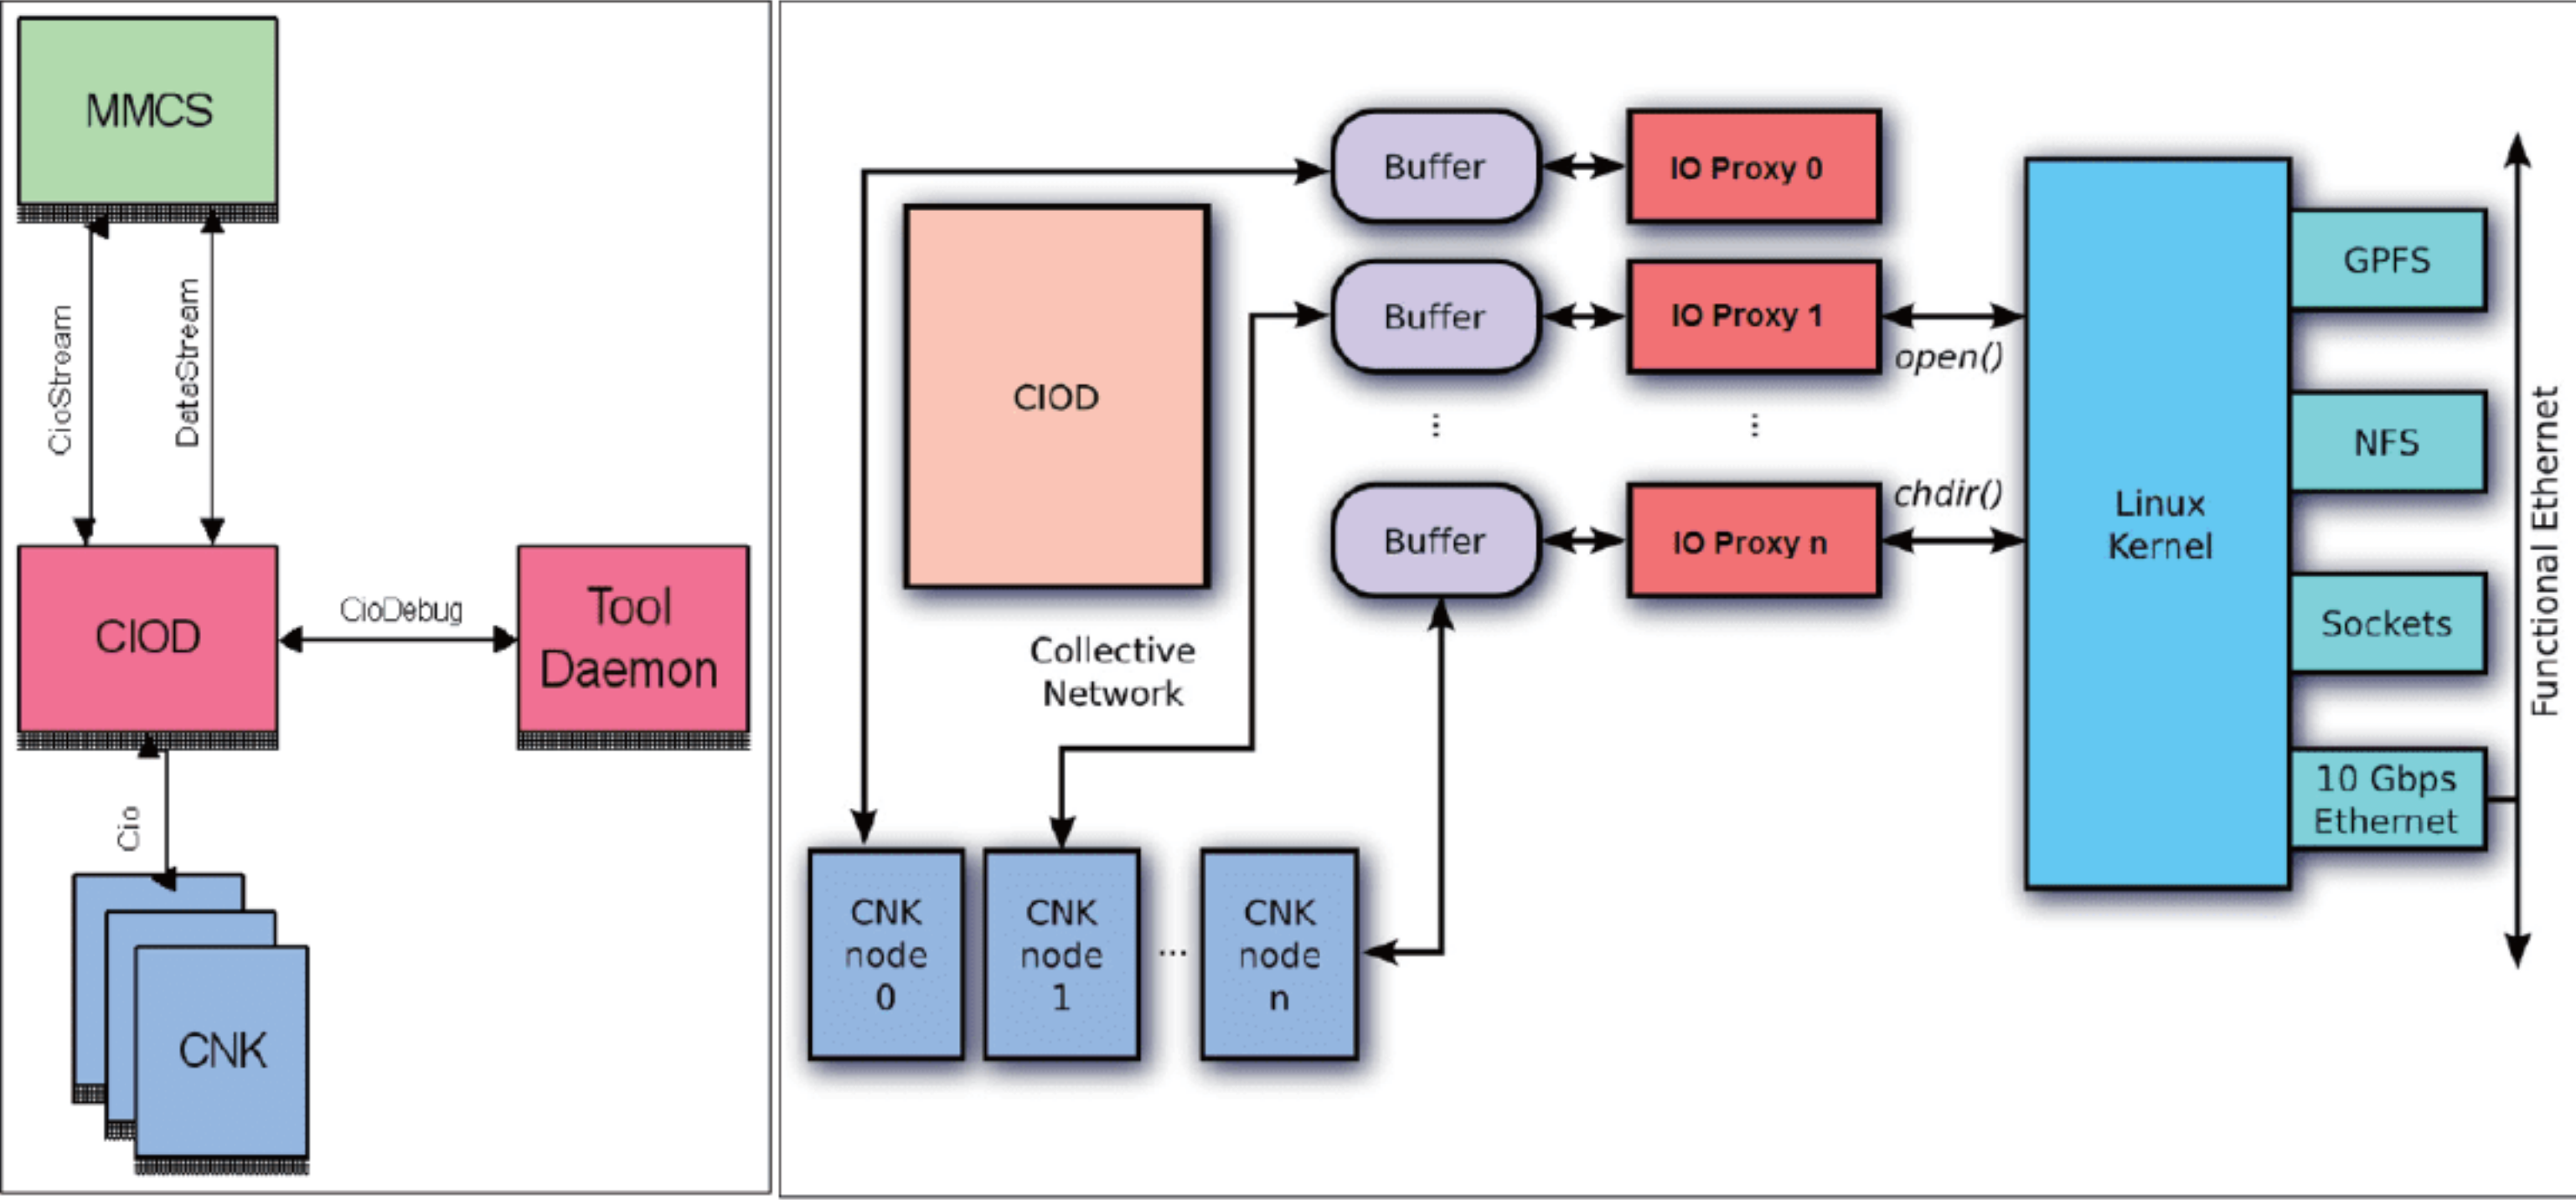 MMCS
CioStream
DataStream
CIOD
CioDebug
Tool
Daemon
Cio
CNK
Buffer
IO Proxy 0
CIOD
Buffer
IO Proxy 1
open()
...
...
Buffer
IO Proxy n
chdir()
Collective
Network
CNK
node
0
CNK
node
1
...
CNK
node
n
Linux
Kernel
GPFS
NFS
Sockets
10 Gbps
Ethernet
Functional Ethernet